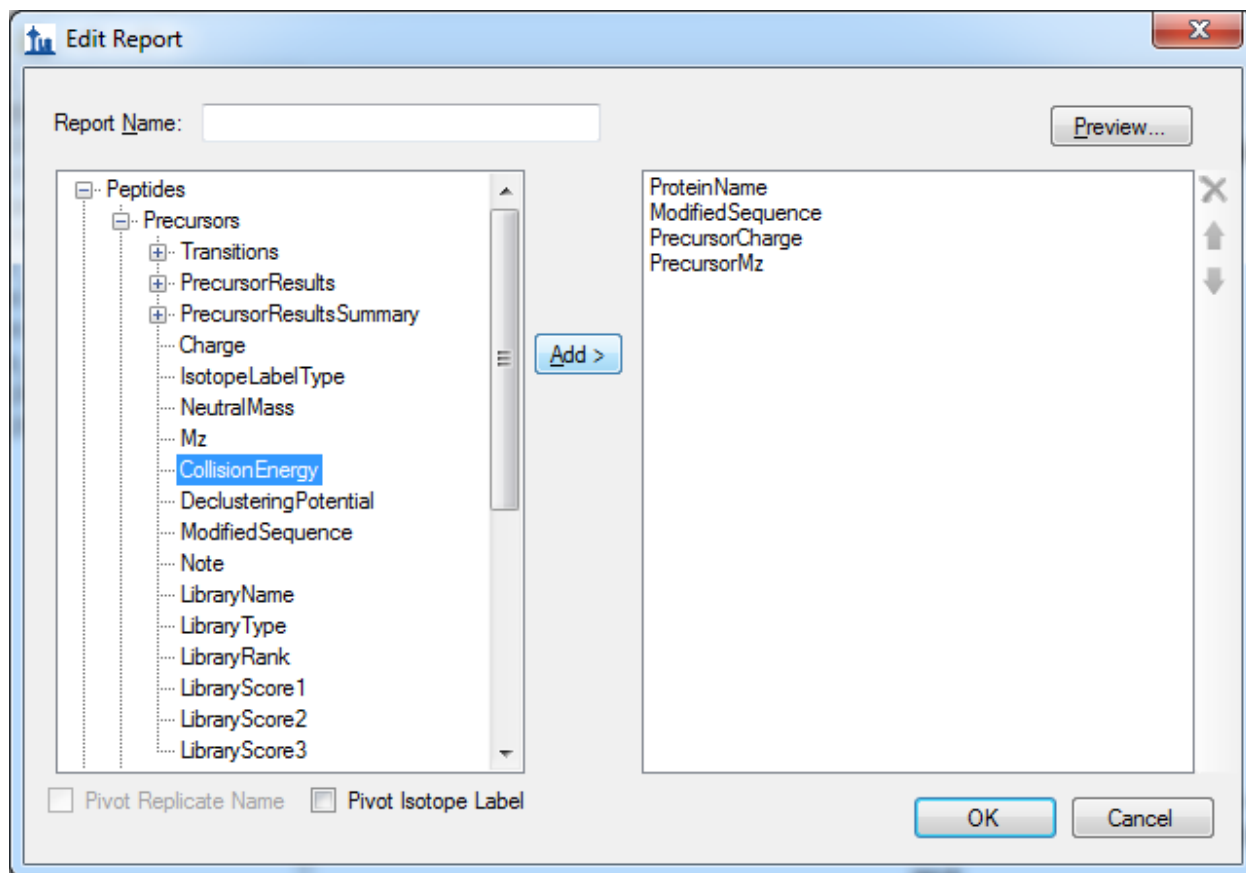 Edit Report
Report Name:
Preview...
Peptides
Precursors
Transitions
PrecursorResults
PrecursorResultsSummary
Charge
IsotopeLabelType
NeutralMass
Mz
CollisionEnergy
DeclusteringPotential
ModifiedSequence
Note
LibraryName
LibraryType
LibraryRank
LibraryScore1
LibraryScore2
LibraryScore3
Add >
ProteinName
ModifiedSequence
PrecursorCharge
PrecursorMz
Pivot Replicate Name
Pivot Isotope Label
OK
Cancel